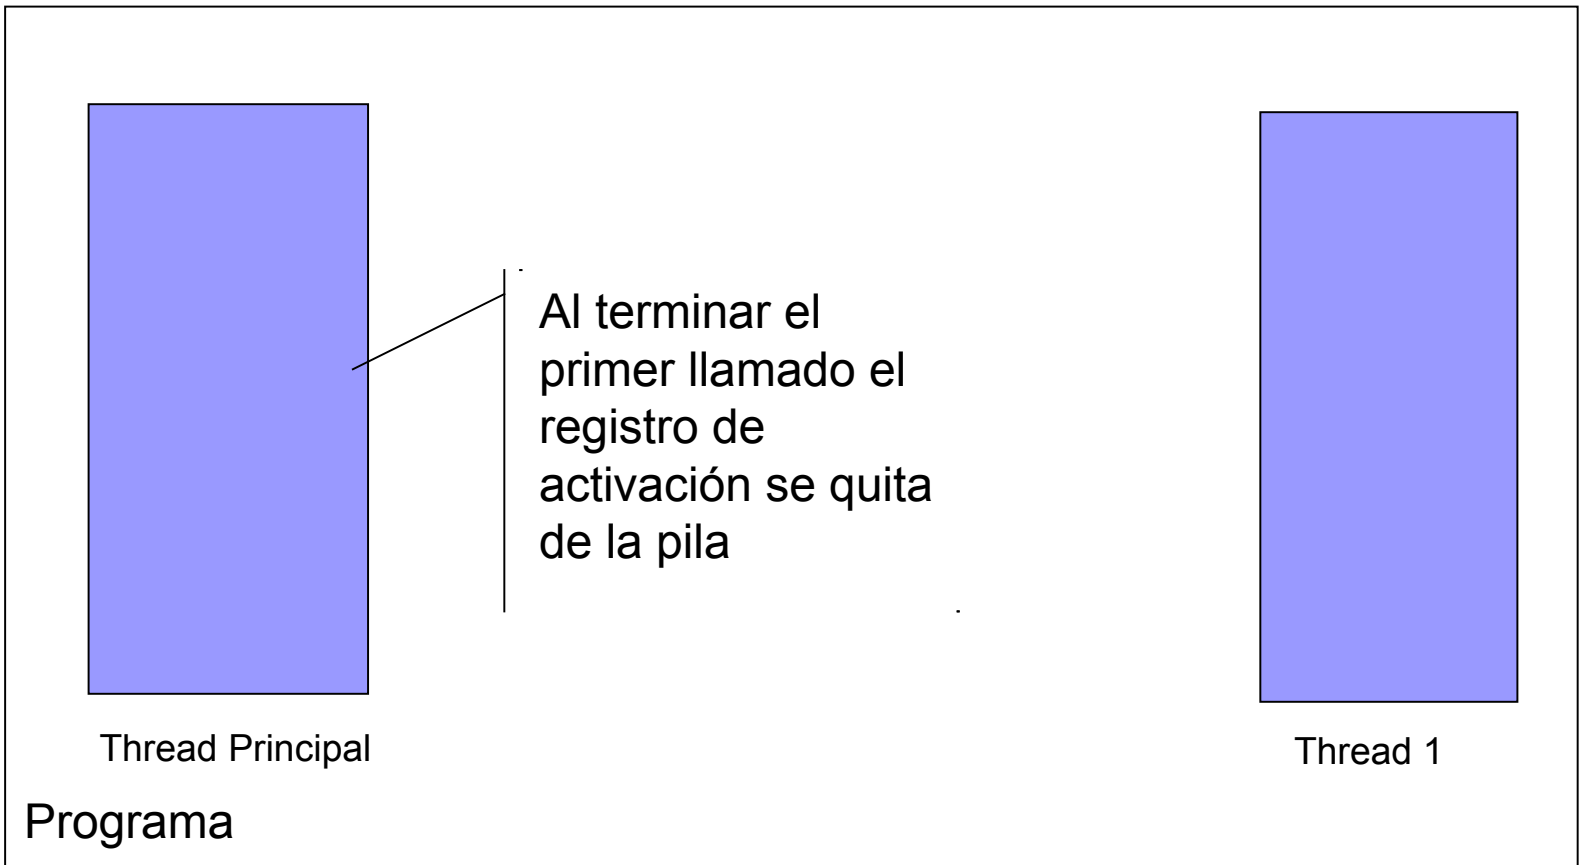 Al terminar el
primer llamado el
registro de
activación se quita
de la pila
Thread Principal
Thread 1
Programa